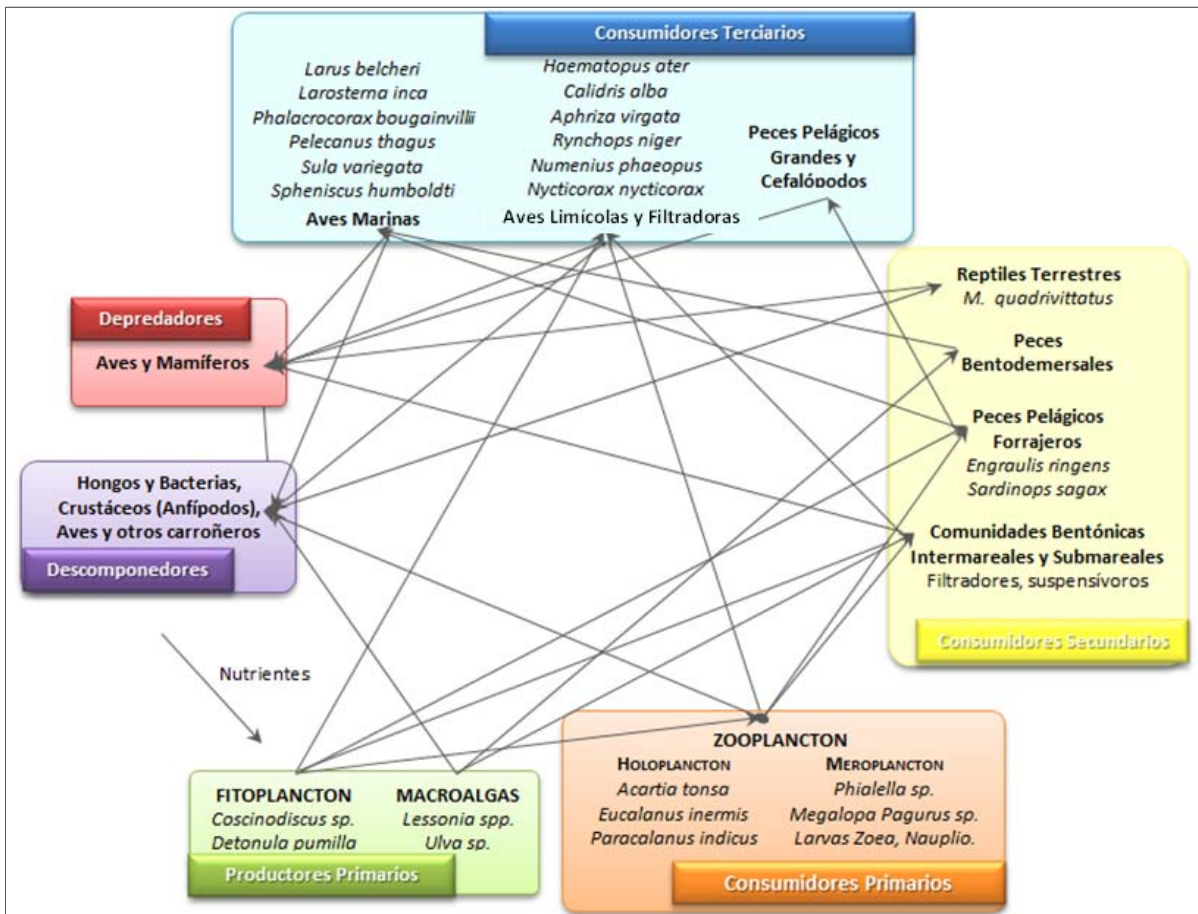 Consumidores Terciarios
Larus belcheri
Larosterna inca
Phalacrocorax bougainvillii
Pelecanus thagus
Sula variegata
Spheniscus humboldti
Aves Marinas
Haematopus ater
Calidris alba
Aphriza virgata
Rynchops niger
Numenius phaeopus
Nycticorax nycticorax
Aves Limícolas y Filtradoras
Peces Pelágicos
Grandes y
Cefalópodos
Depredadores
Aves y Mamíferos
Reptiles Terrestres
M. quadrivittatus
Peces
Bentodemersales
Peces Pelágicos
Forrajeros
Engraulis ringens
Sardinops sagax
Comunidades Bentónicas
Intermareales y Submareales
Filtradores, suspensívoros
Consumidores Secundarios
Hongos y Bacterias,
Crustáceos (Anfípodos),
Aves y otros carroñeros
Descomponedores
Nutrientes
FITOPLANCTON
Coscinodiscus sp.
Detonula pumilla
MACROALGAS
Lessonia spp.
Ulva sp.
Productores Primarios
ZOOPLANCTON
HOLOPLANCTON
Acartia tonsa
Eucalanus inermis
Paracalanus indicus
MEROPLANCTON
Phialella sp.
Megalopa Pagurus sp.
Larvas Zoea, Nauplio.
Consumidores Primarios